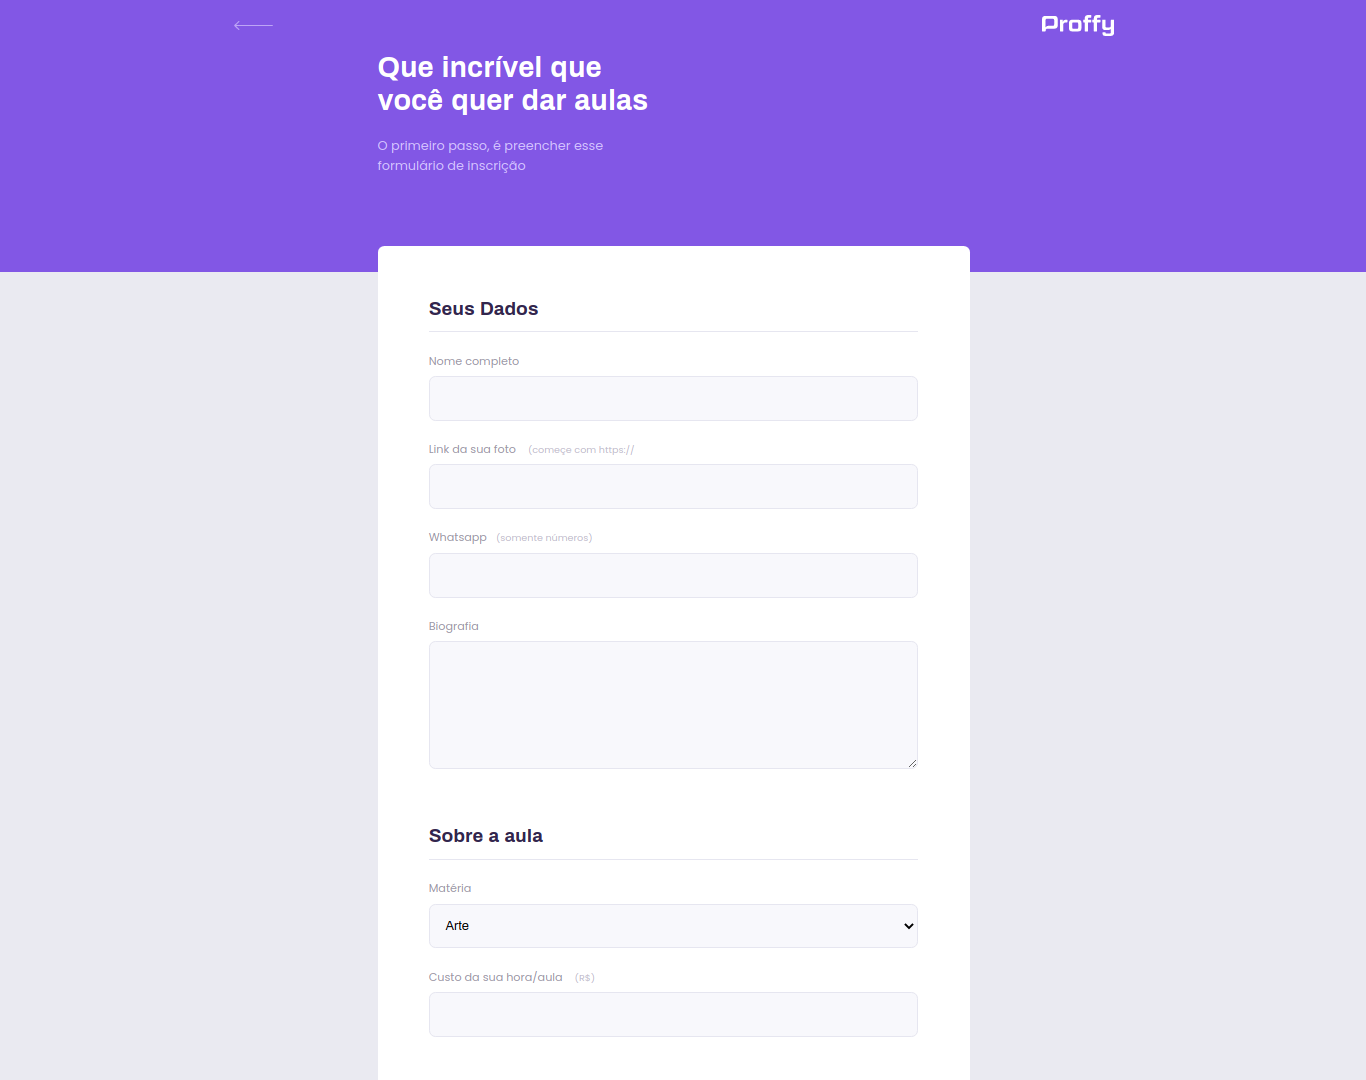 Proffy
Que incrível que
você quer dar aulas
O primeiro passo, é preencher esse
formulário de inscrição
Seus Dados
Nome completo
Link da sua foto (começe com https://
Whatsapp (somente números)
Biografia
Sobre a aula
Matéria
Arte
Custo da sua hora/aula (R$)